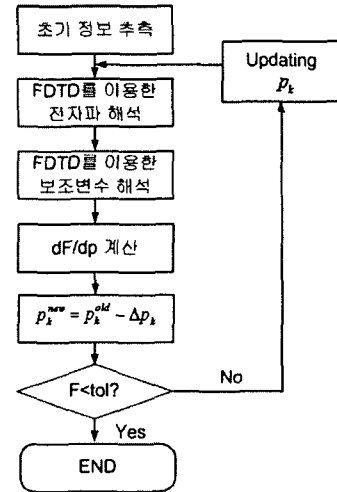 초기 정보 추측
Updating
p_k
FDTD를 이용한
전자파 해석
FDTD를 이용한
보조변수 해석
dF/dp 계산
p_k^{new} = p_k^{old} − Δp_k
F<tol?
No
Yes
END